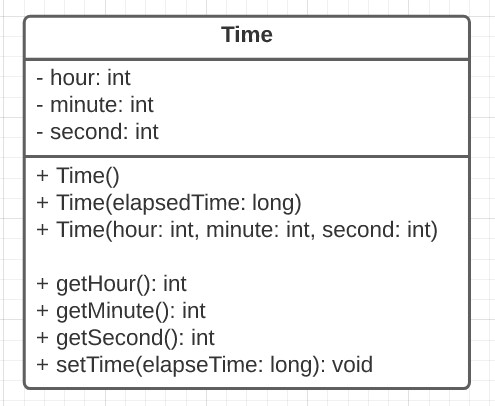 Time
- hour: int
- minute: int
- second: int
+ Time()
+ Time(elapsedTime: long)
+ Time(hour: int, minute: int, second: int)
+ getHour(): int
+ getMinute(): int
+ getSecond(): int
+ setTime(elapseTime: long): void